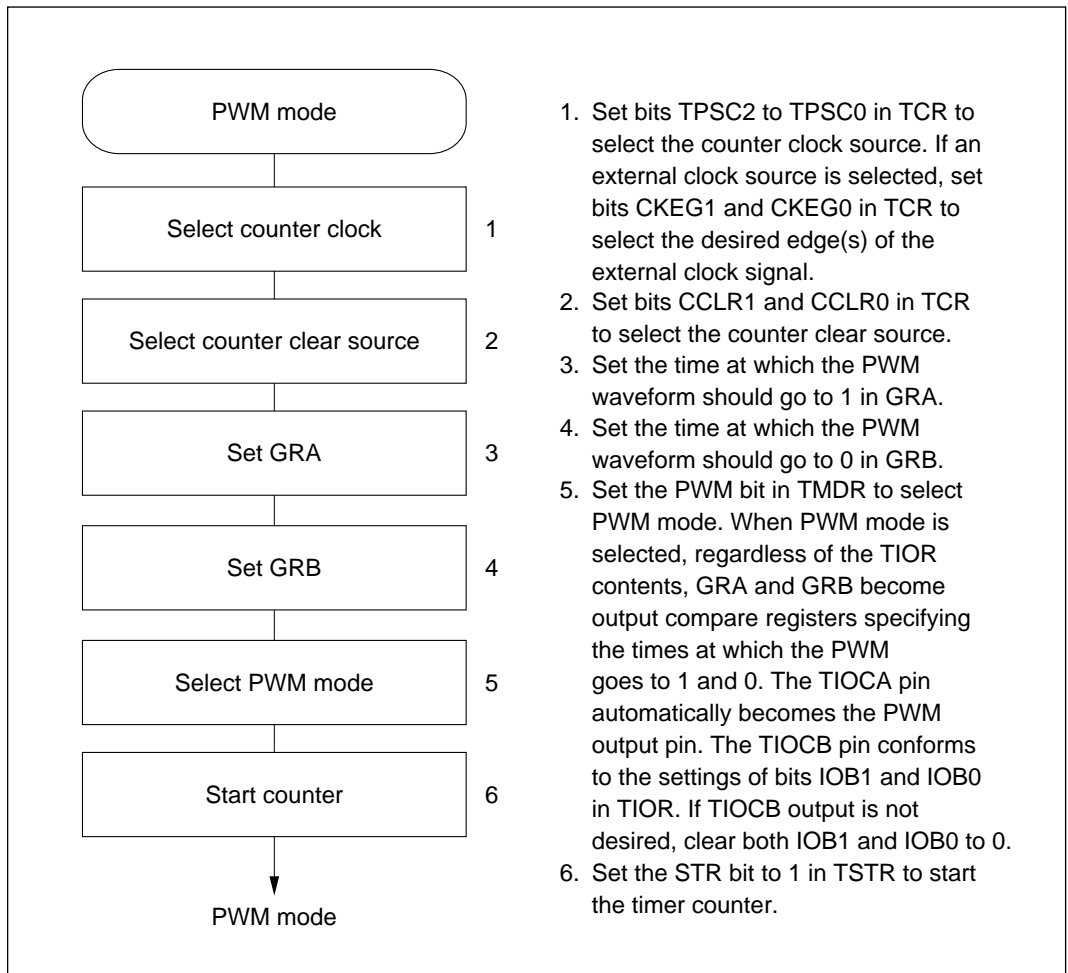 PWM mode
Select counter clock
1
Select counter clear source
2
Set GRA
3
Set GRB
4
Select PWM mode
5
Start counter
6
PWM mode
1. Set bits TPSC2 to TPSC0 in TCR to
select the counter clock source. If an
external clock source is selected, set
bits CKEG1 and CKEG0 in TCR to
select the desired edge(s) of the
external clock signal.
2. Set bits CCLR1 and CCLR0 in TCR
to select the counter clear source.
3. Set the time at which the PWM
waveform should go to 1 in GRA.
4. Set the time at which the PWM
waveform should go to 0 in GRB.
5. Set the PWM bit in TMDR to select
PWM mode. When PWM mode is
selected, regardless of the TIOR
contents, GRA and GRB become
output compare registers specifying
the times at which the PWM
goes to 1 and 0. The TIOCA pin
automatically becomes the PWM
output pin. The TIOCB pin conforms
to the settings of bits IOB1 and IOB0
in TIOR. If TIOCB output is not
desired, clear both IOB1 and IOB0 to 0.
6. Set the STR bit to 1 in TSTR to start
the timer counter.